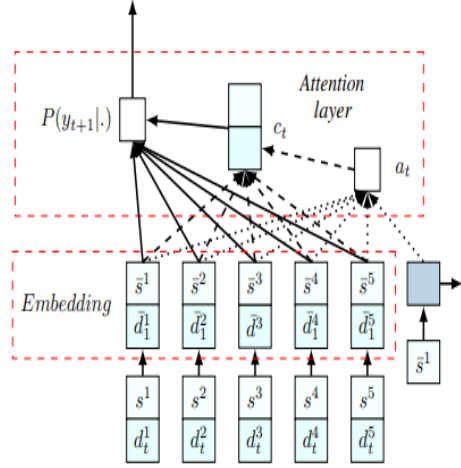 Attention
layer
P(y_{t+1}|.)
c_t
a_t
Embedding
s̄^1 s̄^2 s̄^3 s̄^4 s̄^5
d̄_1^1 d̄_1^2 d̄^3 d̄_1^4 d̄_1^5
s̄^1
s^1 s^2 s^3 s^4 s^5
d_t^1 d_t^2 d_t^3 d_t^4 d_t^5